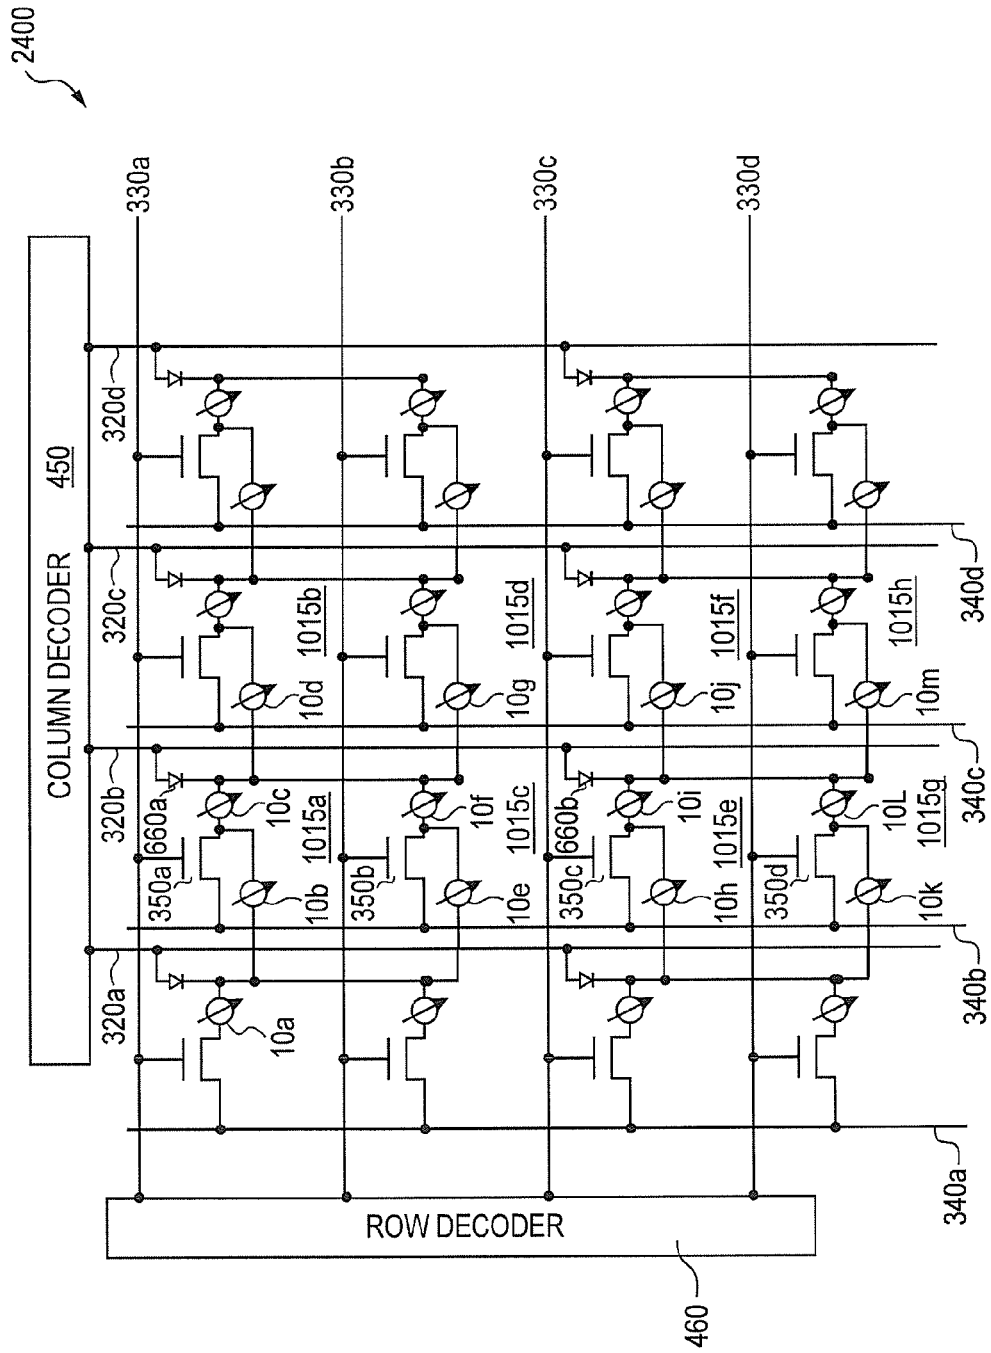 2400
COLUMN DECODER 450
330a
330b
330c
330d
320a
320b
320c
320d
660a
350a
10a
10b
10c
10d
1015a
1015b
350b
10e
10f
10g
1015c
1015d
660b
350c
10h
10i
10j
1015e
1015f
350d
10k
10L
10m
1015g
1015h
340a
340b
340c
340d
ROW DECODER
460